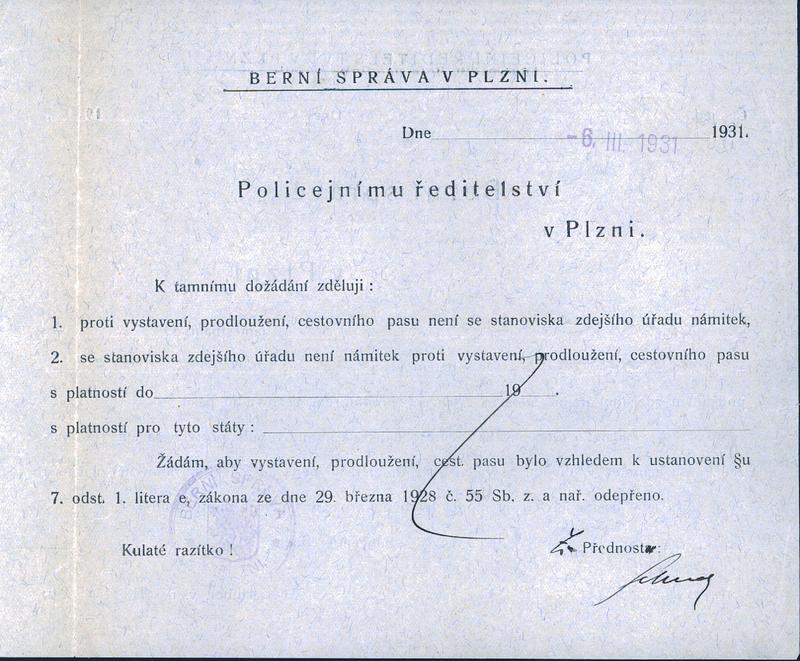 BERNÍ SPRÁVA V PLZNI.
Dne -6. III. 1931 1931.
Policejnímu ředitelství
v Plzni.
K tamnímu dožádání zděluji :
1. proti vystavení, prodloužení, cestovního pasu není se stanoviska zdejšího úřadu námitek,
2. se stanoviska zdejšího úřadu není námitek proti vystavení, prodloužení, cestovního pasu
s platností do 19 .
s platností pro tyto státy :
Žádám, aby vystavení, prodloužení, cest. pasu bylo vzhledem k ustanovení §u
7. odst. 1. litera e, zákona ze dne 29. března 1928 č. 55 Sb. z. a nař. odepřeno.
BERNÍ
Kulaté razítko !
Přednosta: